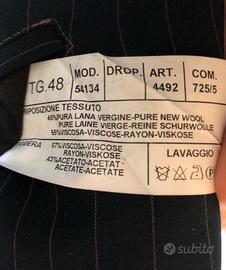 TG.48
MOD.
54134
DROP.
ART.
4492
COM.
725/5
MPOSIZIONE TESSUTO
45%PURA LANA VERGINE-PURE NEW WOOL
PURE LAINE VIERGE-REINE SCHURWOLLE
55%VISCOSA-VISCOSE-RAYON-VISKOSE
57%VISCOSA-VISCOSE
RAYON-VISKOSE
43%ACETATO-ACETAT
ACETATE-ACETATE
LAVAGGIO
subito